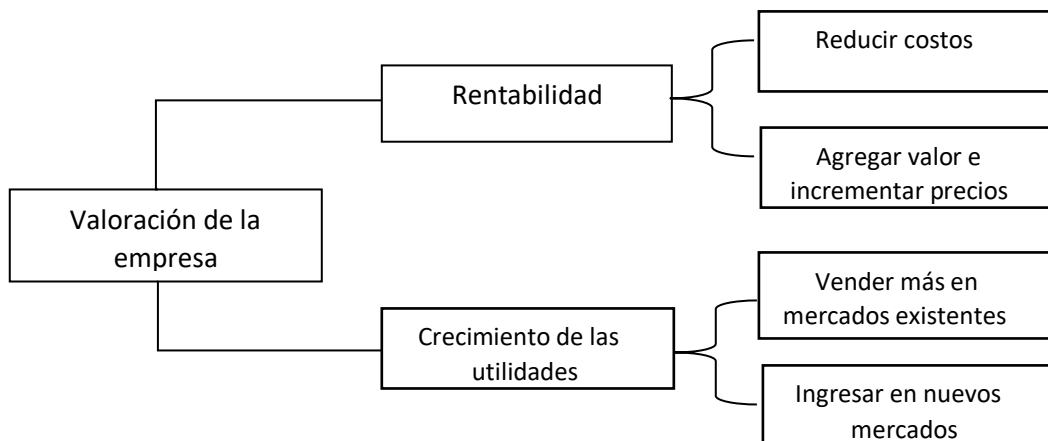 Reducir costos
Rentabilidad
Agregar valor e
incrementar precios
Valoración de la
empresa
Vender más en
mercados existentes
Crecimiento de las
utilidades
Ingresar en nuevos
mercados